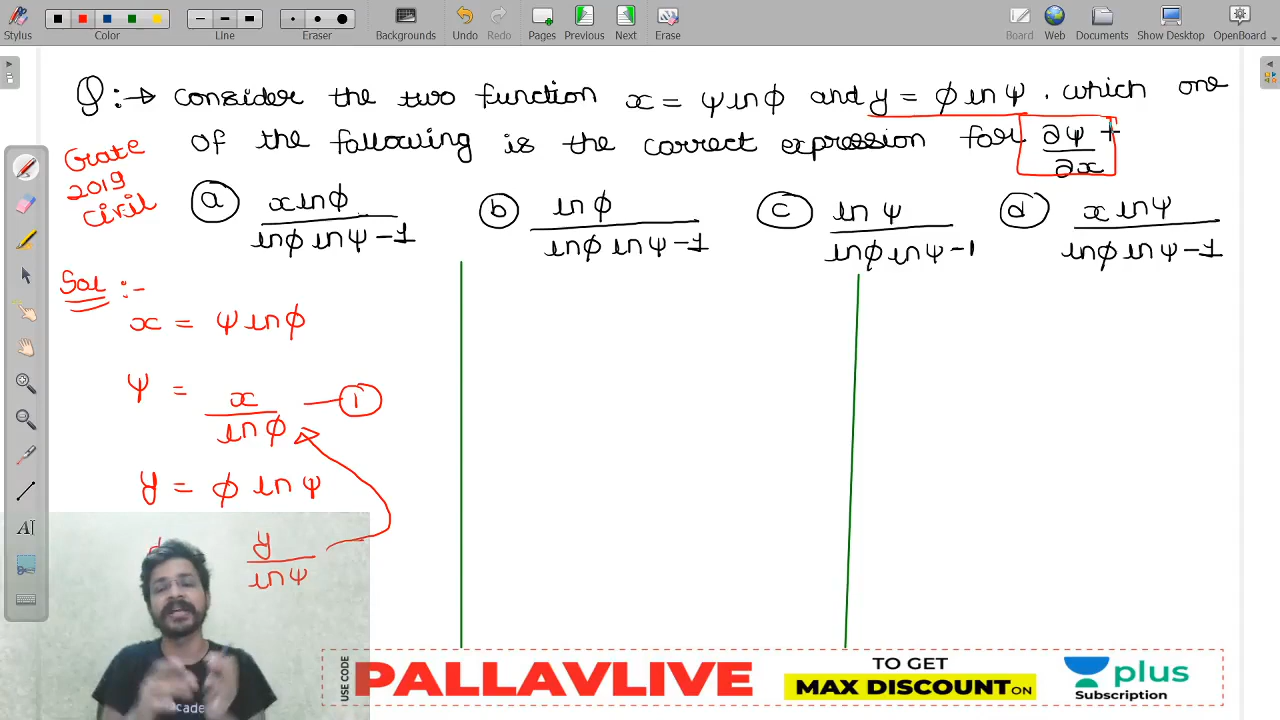 Stylus
Color
Line
Eraser
Backgrounds
Undo
Redo
Pages
Previous
Next
Erase
Board
Web
Documents
Show Desktop
OpenBoard
Q:→ Consider the two function x = ψ ln φ and y = φ ln ψ . which one
of the following is the correct expression for ∂ψ/∂x
Grate
2019
civil
(a) x ln φ / (ln φ ln ψ - 1)
(b) ln φ / (ln φ ln ψ - 1)
(c) ln ψ / (ln φ ln ψ - 1)
(d) x ln ψ / (ln φ ln ψ - 1)
Sol :-
x = ψ ln φ
ψ = x / ln φ — (1)
y = φ ln ψ
y / ln ψ
AI
USE CODE
PALLAVLIVE
TO GET
MAX DISCOUNT ON
plus
Subscription